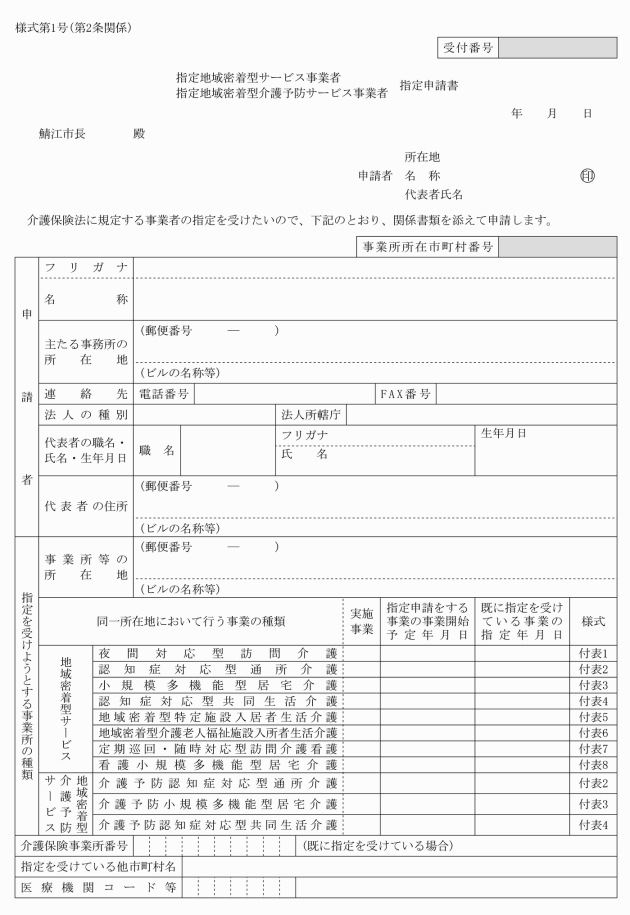 様式第1号(第2条関係)
受付番号
指定地域密着型サービス事業者
指定地域密着型介護予防サービス事業者
指定申請書
年 月 日
鯖江市長 殿
所在地
申請者 名 称 印
代表者氏名
介護保険法に規定する事業者の指定を受けたいので、下記のとおり、関係書類を添えて申請します。
事業所所在市町村番号
申請者
フリガナ
名 称
主たる事務所の
所在地
(郵便番号 ― )
(ビルの名称等)
連絡先 電話番号 FAX番号
法人の種別 法人所轄庁
代表者の職名・
氏名・生年月日
職 名
フリガナ
氏 名
生年月日
代表者の住所
(郵便番号 ― )
(ビルの名称等)
指定を受けようとする事業所の種類
事業所等の
所在地
(郵便番号 ― )
(ビルの名称等)
同一所在地において行う事業の種類
実施
事業
指定申請をする
事業の事業開始
予定年月日
既に指定を受け
ている事業の
指定年月日
様式
地域密着型サービス
夜間対応型訪問介護 付表1
認知症対応型通所介護 付表2
小規模多機能型居宅介護 付表3
認知症対応型共同生活介護 付表4
地域密着型特定施設入居者生活介護 付表5
地域密着型介護老人福祉施設入所者生活介護 付表6
定期巡回・随時対応型訪問介護看護 付表7
看護小規模多機能型居宅介護 付表8
地域密着型
介護予防
サービス
介護予防認知症対応型通所介護 付表2
介護予防小規模多機能型居宅介護 付表3
介護予防認知症対応型共同生活介護 付表4
介護保険事業所番号 (既に指定を受けている場合)
指定を受けている他市町村名
医療機関コード等